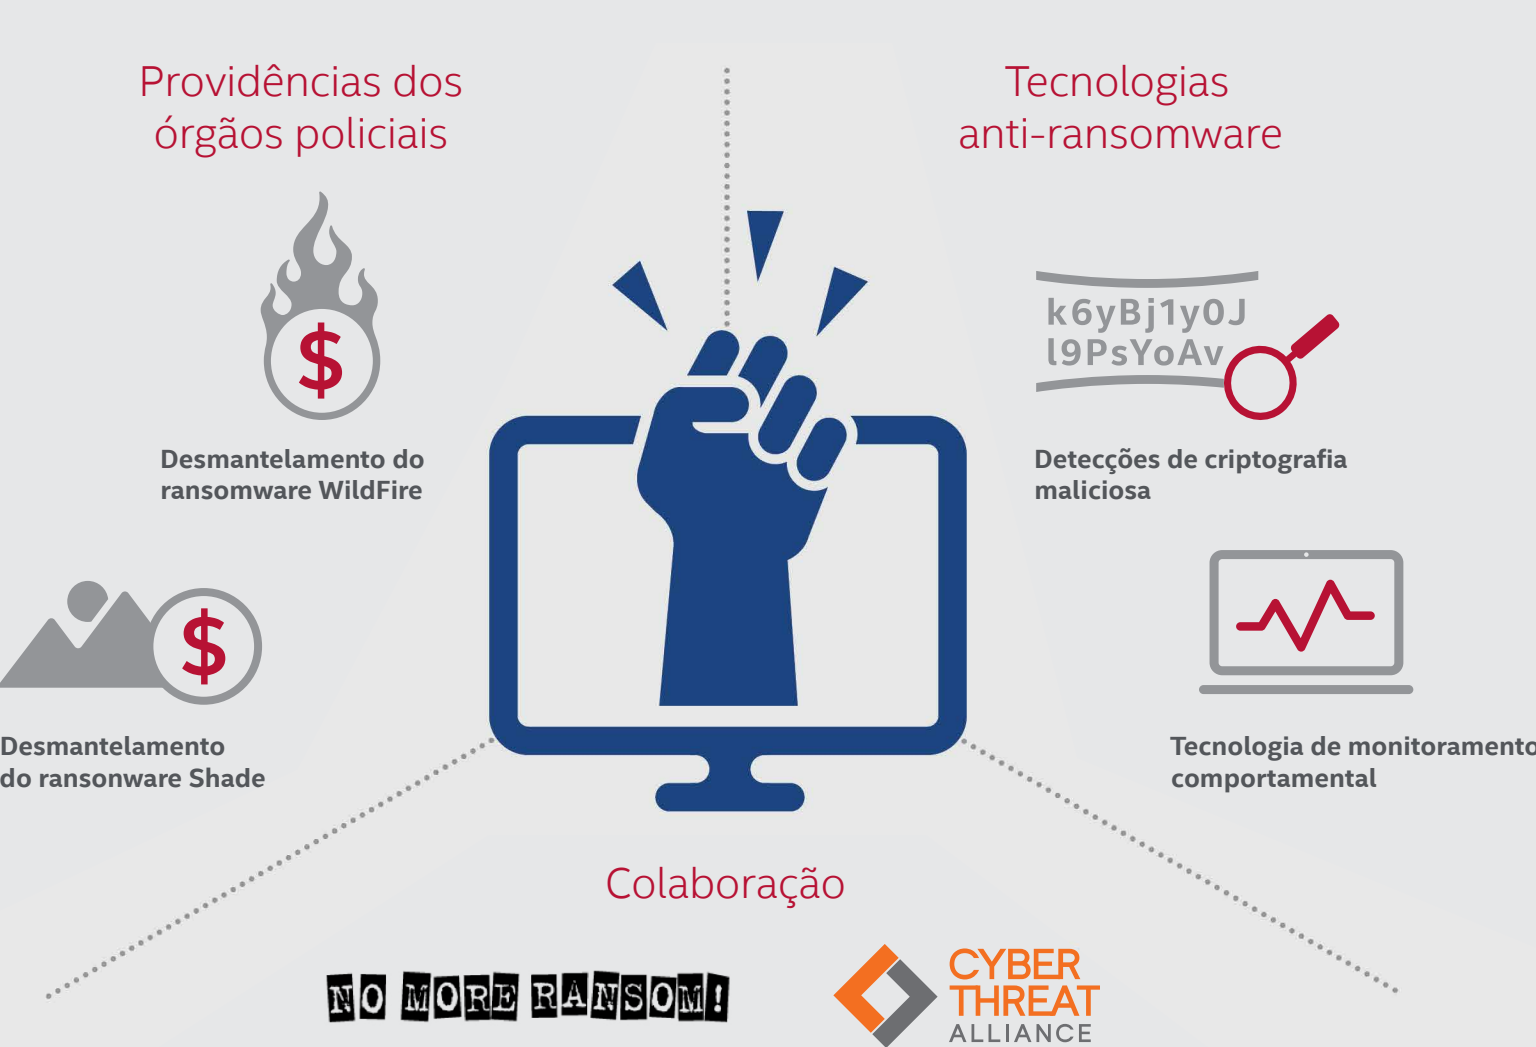 Providências dos
órgãos policiais
$
Desmantelamento do
ransomware WildFire
$
Desmantelamento
do ransonware Shade
Tecnologias
anti-ransomware
k6yBj1y0J
l9PsYoAv
Detecções de criptografia
maliciosa
Tecnologia de monitoramento
comportamental
Colaboração
NO MORE RANSOM!
CYBER
THREAT
ALLIANCE